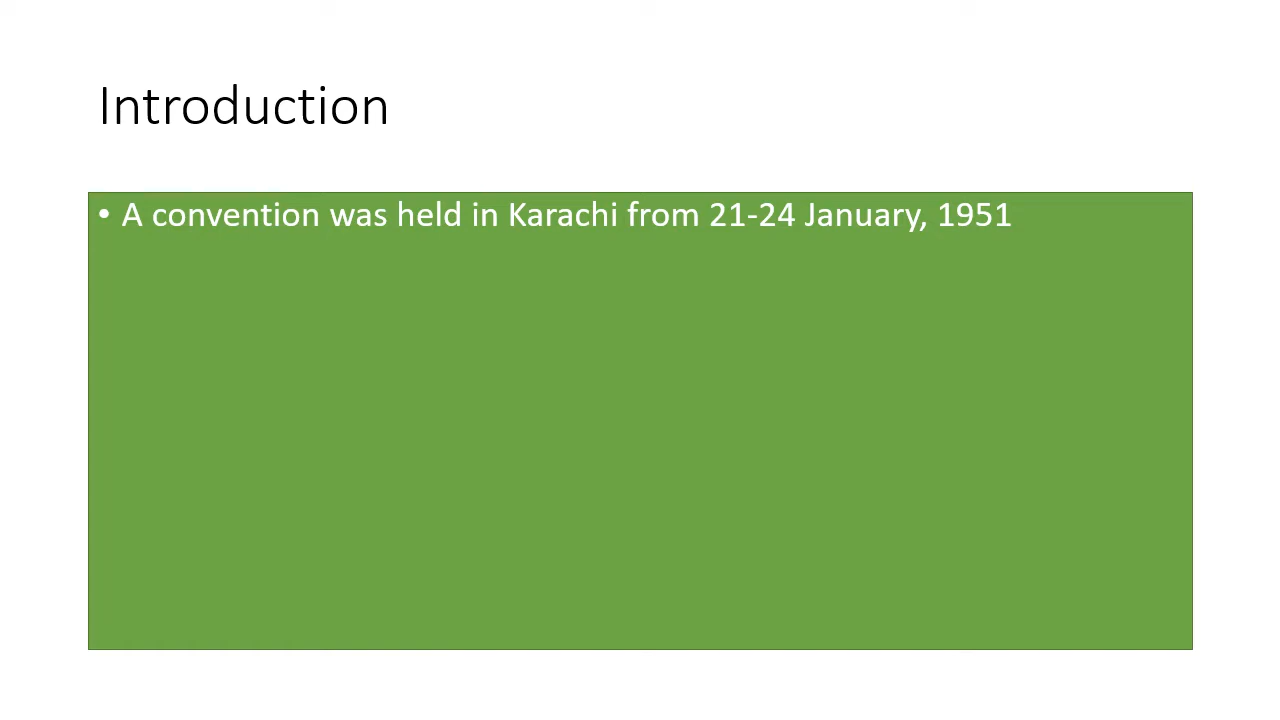 Introduction
• A convention was held in Karachi from 21-24 January, 1951